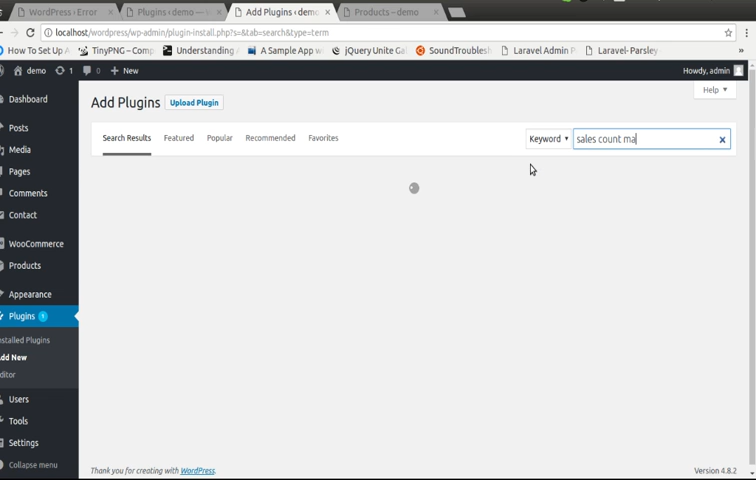 WordPress › Error
Plugins ‹ demo —
Add Plugins ‹ demo
Products – demo
localhost/wordpress/wp-admin/plugin-install.php?s=&tab=search&type=term
How To Set Up A
TinyPNG – Comp
Understanding
A Sample App w
jQuery Unite Gal
SoundTroublesh
Laravel Admin P
Laravel- Parsley
»
demo
1
0
+ New
Howdy, admin
Dashboard
Posts
Media
Pages
Comments
Contact
WooCommerce
Products
Appearance
Plugins 1
nstalled Plugins
dd New
ditor
Users
Tools
Settings
Collapse menu
Add Plugins
Upload Plugin
Help ▼
Search Results
Featured
Popular
Recommended
Favorites
Keyword
sales count ma
Thank you for creating with WordPress.
Version 4.8.2